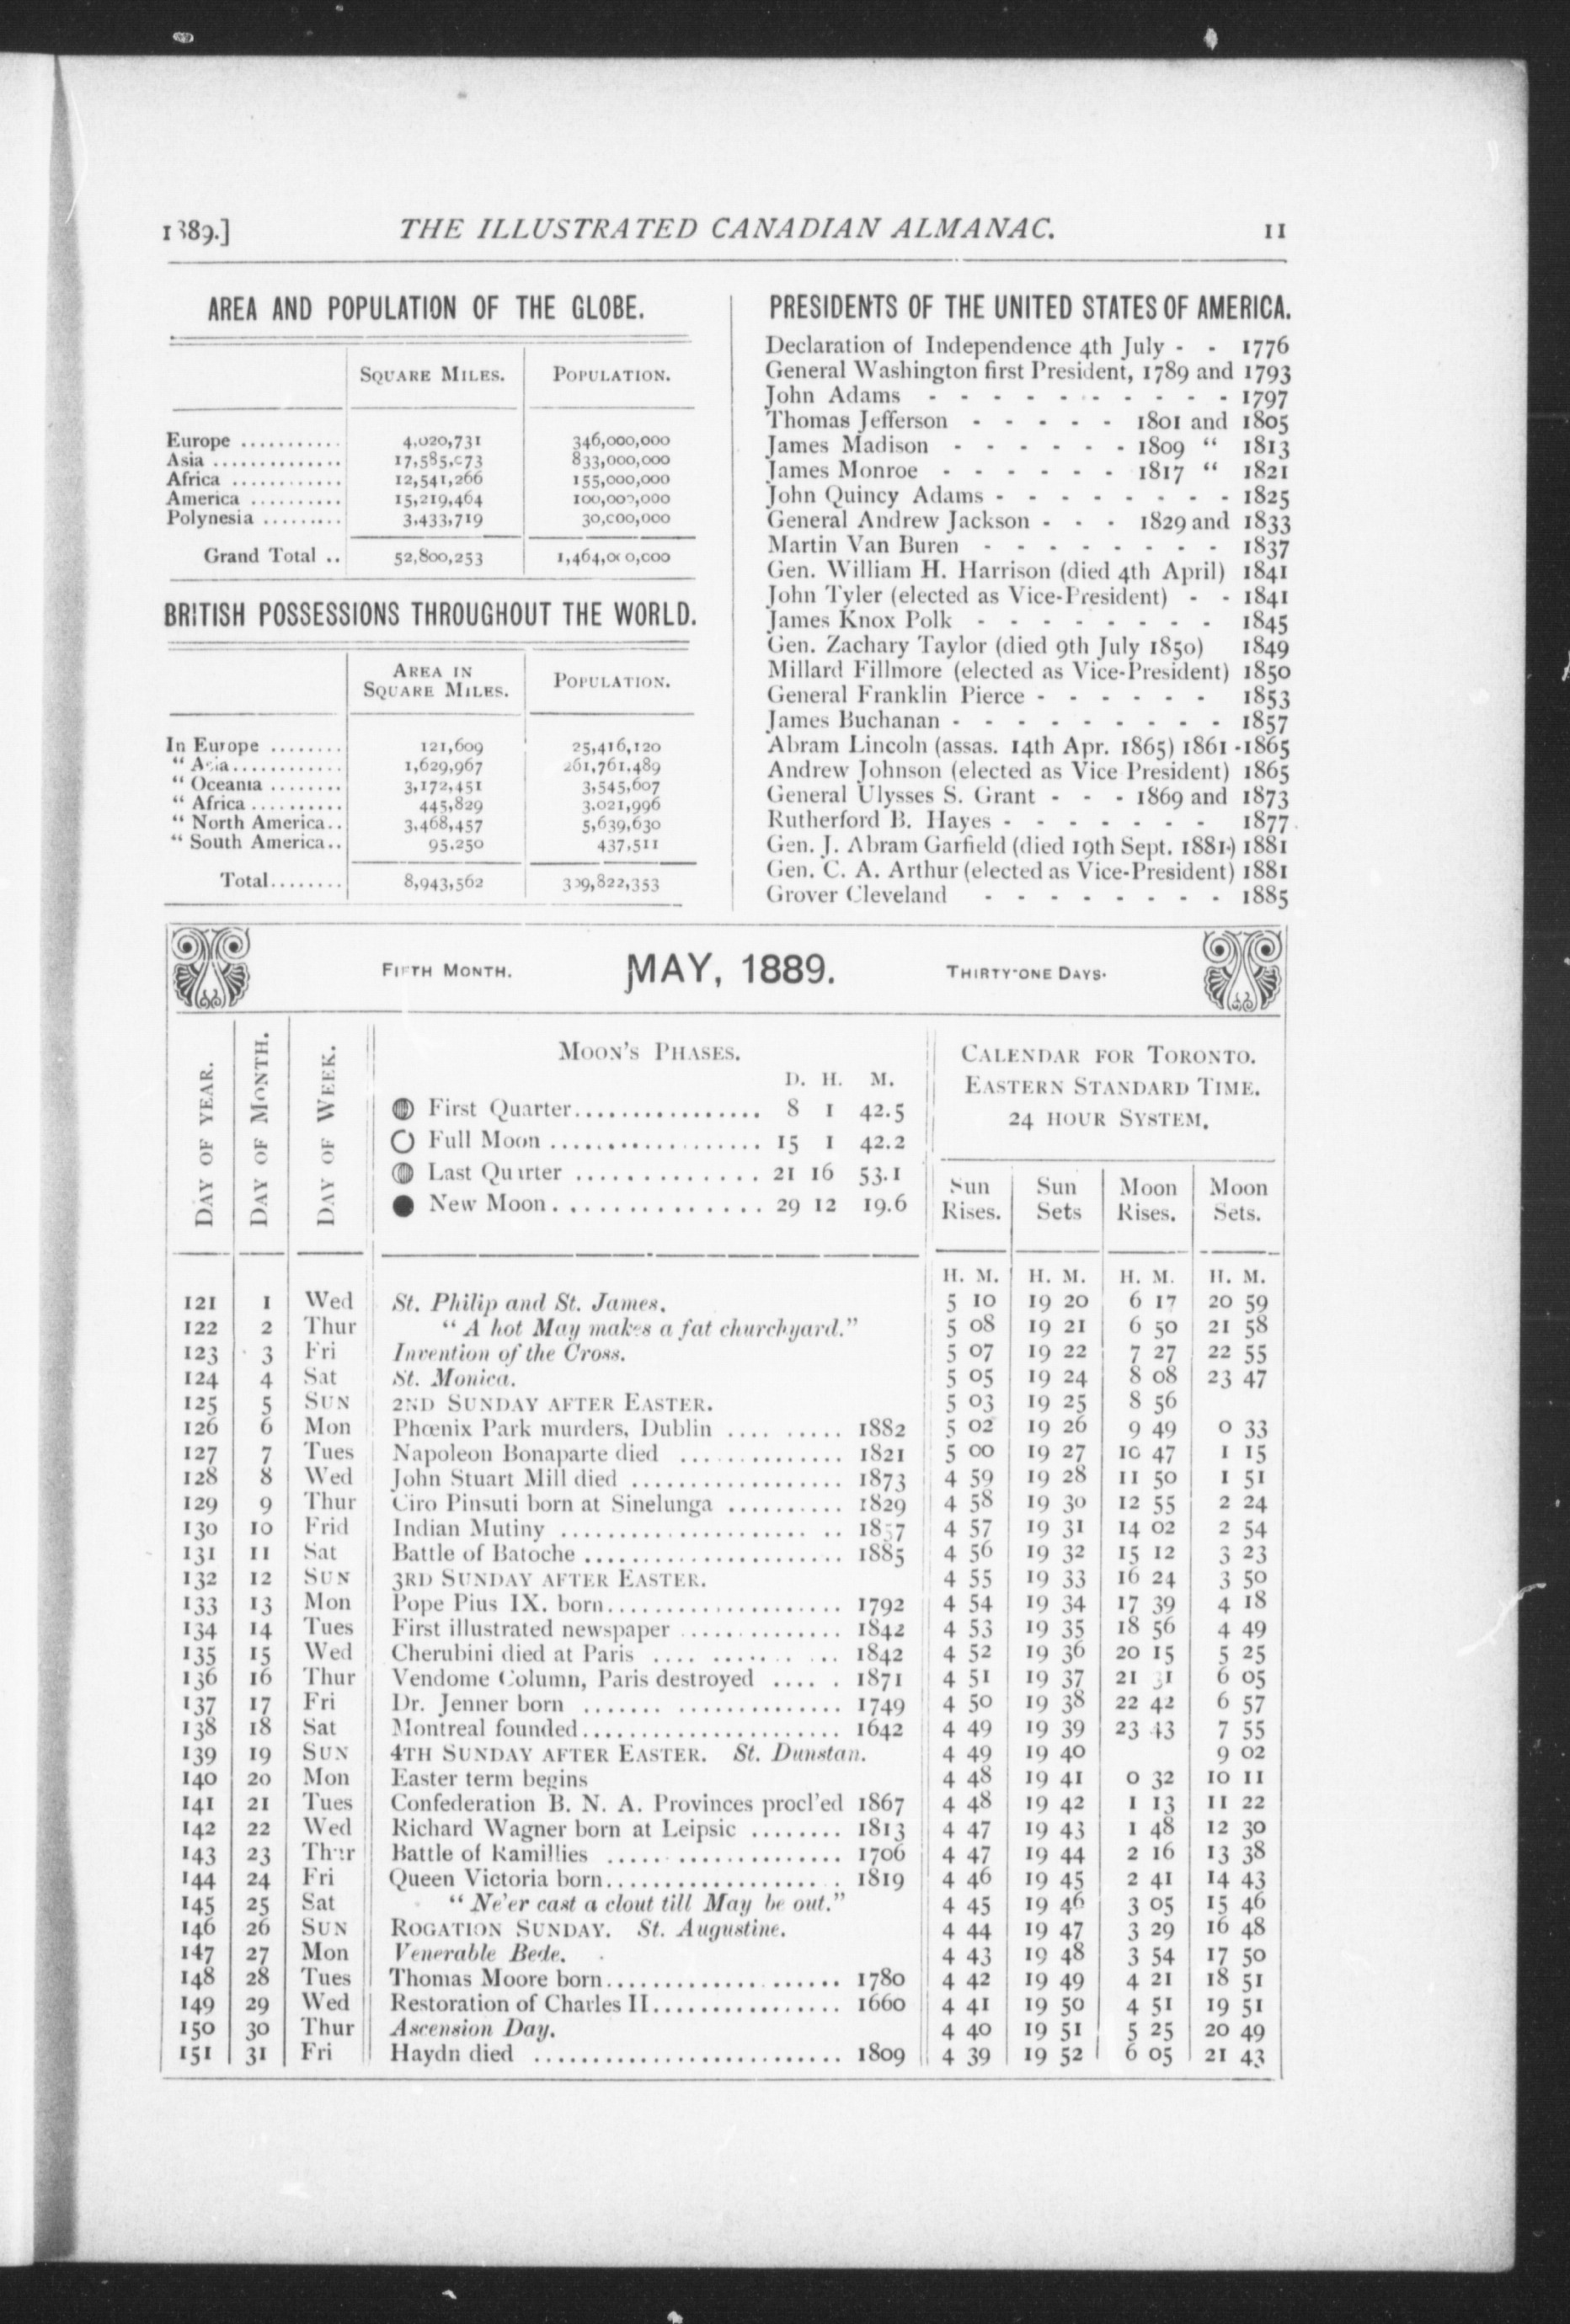 1889.] THE ILLUSTRATED CANADIAN ALMANAC. 11
AREA AND POPULATION OF THE GLOBE.
SQUARE MILES. POPULATION.
Europe ........... 4,020,731 346,000,000
Asia .............. 17,585,073 833,000,000
Africa ............ 12,541,266 155,000,000
America .......... 15,219,464 100,000,000
Polynesia ......... 3,433,719 30,000,000
Grand Total .. 52,800,253 1,464,000,000
BRITISH POSSESSIONS THROUGHOUT THE WORLD.
AREA IN
SQUARE MILES. POPULATION.
In Europe ........ 121,609 25,416,120
" Asia............ 1,629,967 261,761,489
" Oceania ........ 3,172,451 3,545,607
" Africa .......... 445,829 3,021,996
" North America.. 3,468,457 5,639,630
" South America.. 95,250 437,511
Total........ 8,943,562 309,822,353
PRESIDENTS OF THE UNITED STATES OF AMERICA.
Declaration of Independence 4th July - - 1776
General Washington first President, 1789 and 1793
John Adams - - - - - - - - - - 1797
Thomas Jefferson - - - - - 1801 and 1805
James Madison - - - - - - 1809 " 1813
James Monroe - - - - - - 1817 " 1821
John Quincy Adams - - - - - - - - 1825
General Andrew Jackson - - - 1829 and 1833
Martin Van Buren - - - - - - - - 1837
Gen. William H. Harrison (died 4th April) 1841
John Tyler (elected as Vice-President) - - 1841
James Knox Polk - - - - - - - - 1845
Gen. Zachary Taylor (died 9th July 1850) 1849
Millard Fillmore (elected as Vice-President) 1850
General Franklin Pierce - - - - - - 1853
James Buchanan - - - - - - - - - 1857
Abram Lincoln (assas. 14th Apr. 1865) 1861 -1865
Andrew Johnson (elected as Vice President) 1865
General Ulysses S. Grant - - - 1869 and 1873
Rutherford B. Hayes - - - - - - - 1877
Gen. J. Abram Garfield (died 19th Sept. 1881) 1881
Gen. C. A. Arthur (elected as Vice-President) 1881
Grover Cleveland - - - - - - - - 1885
FIFTH MONTH. MAY, 1889. THIRTY-ONE DAYS.
DAY OF YEAR.
DAY OF MONTH.
DAY OF WEEK.
MOON'S PHASES.
D. H. M.
First Quarter................ 8 1 42.5
Full Moon .................. 15 1 42.2
Last Quarter .............. 21 16 53.1
New Moon............... 29 12 19.6
CALENDAR FOR TORONTO.
EASTERN STANDARD TIME.
24 HOUR SYSTEM.
Sun Sun Moon Moon
Rises. Sets Rises. Sets.
H. M. H. M. H. M. H. M.
121 1 Wed St. Philip and St. James. 5 10 19 20 6 17 20 59
122 2 Thur "A hot May makes a fat churchyard." 5 08 19 21 6 50 21 58
123 3 Fri Invention of the Cross. 5 07 19 22 7 27 22 55
124 4 Sat St. Monica. 5 05 19 24 8 08 23 47
125 5 SUN 2ND SUNDAY AFTER EASTER. 5 03 19 25 8 56
126 6 Mon Phœnix Park murders, Dublin .... ...... 1882 5 02 19 26 9 49 0 33
127 7 Tues Napoleon Bonaparte died .............. 1821 5 00 19 27 10 47 1 15
128 8 Wed John Stuart Mill died .................. 1873 4 59 19 28 11 50 1 51
129 9 Thur Ciro Pinsuti born at Sinelunga .......... 1829 4 58 19 30 12 55 2 24
130 10 Frid Indian Mutiny ..................... .. 1857 4 57 19 31 14 02 2 54
131 11 Sat Battle of Batoche ...................... 1885 4 56 19 32 15 12 3 23
132 12 SUN 3RD SUNDAY AFTER EASTER. 4 55 19 33 16 24 3 50
133 13 Mon Pope Pius IX. born.................... 1792 4 54 19 34 17 39 4 18
134 14 Tues First illustrated newspaper .............. 1842 4 53 19 35 18 56 4 49
135 15 Wed Cherubini died at Paris .... ........ ... 1842 4 52 19 36 20 15 5 25
136 16 Thur Vendome Column, Paris destroyed .... . 1871 4 51 19 37 21 31 6 05
137 17 Fri Dr. Jenner born ....... .............. 1749 4 50 19 38 22 42 6 57
138 18 Sat Montreal founded...................... 1642 4 49 19 39 23 43 7 55
139 19 SUN 4TH SUNDAY AFTER EASTER. St. Dunstan. 4 49 19 40 9 02
140 20 Mon Easter term begins 4 48 19 41 0 32 10 11
141 21 Tues Confederation B. N. A. Provinces procl'ed 1867 4 48 19 42 1 13 11 22
142 22 Wed Richard Wagner born at Leipsic ........ 1813 4 47 19 43 1 48 12 30
143 23 Thur Battle of Ramillies ..... .............. 1706 4 47 19 44 2 16 13 38
144 24 Fri Queen Victoria born.................. . 1819 4 46 19 45 2 41 14 43
145 25 Sat "Ne'er cast a clout till May be out." 4 45 19 46 3 05 15 46
146 26 SUN ROGATION SUNDAY. St. Augustine. 4 44 19 47 3 29 16 48
147 27 Mon Venerable Bede. 4 43 19 48 3 54 17 50
148 28 Tues Thomas Moore born.................... 1780 4 42 19 49 4 21 18 51
149 29 Wed Restoration of Charles II................ 1660 4 41 19 50 4 51 19 51
150 30 Thur Ascension Day. 4 40 19 51 5 25 20 49
151 31 Fri Haydn died .......................... 1809 4 39 19 52 6 05 21 43